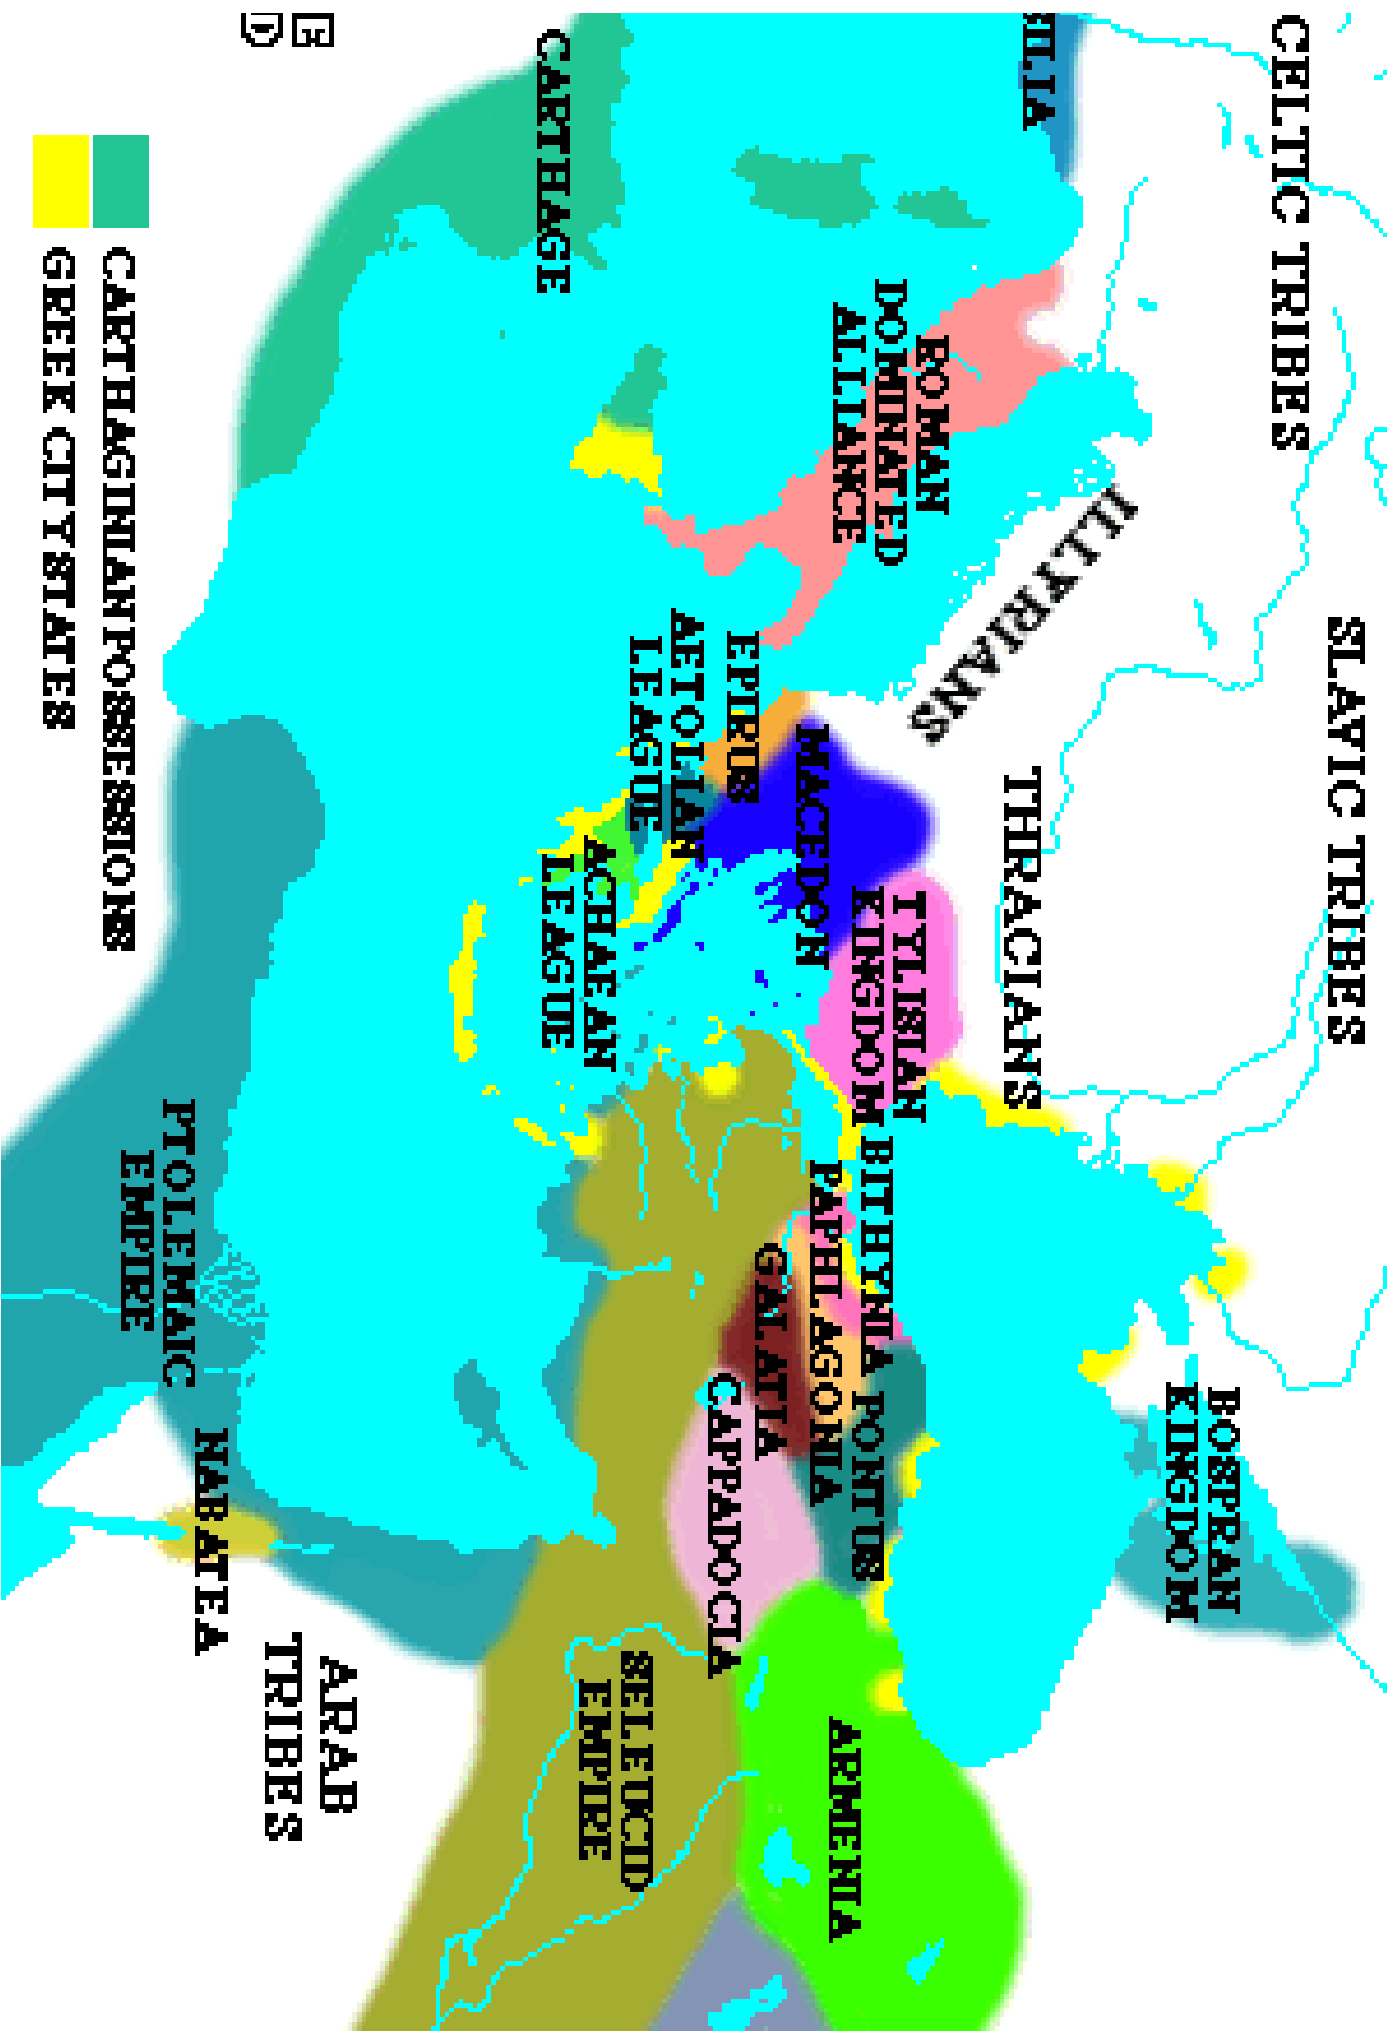 CELTIC TRIBES
SLAVIC TRIBES
BOSPRAN
KINGDOM
ILLYRIANS
THRACIANS
ROMAN
DOMINATED
ALLIANCE
TYLISIAN
KINGDOM
BITHYNIA
PONTUS
PAPHLAGONIA
GALATIA
CAPPADOCIA
ARMENIA
MACEDON
EPIRUS
AETOLIAN
LEAGUE
ACHAEAN
LEAGUE
SELEUCID
EMPIRE
CARTHAGE
ARAB
TRIBES
NABATEA
PTOLEMAIC
EMPIRE
CARTHAGINIAN POSSESSIONS
GREEK CITY STATES